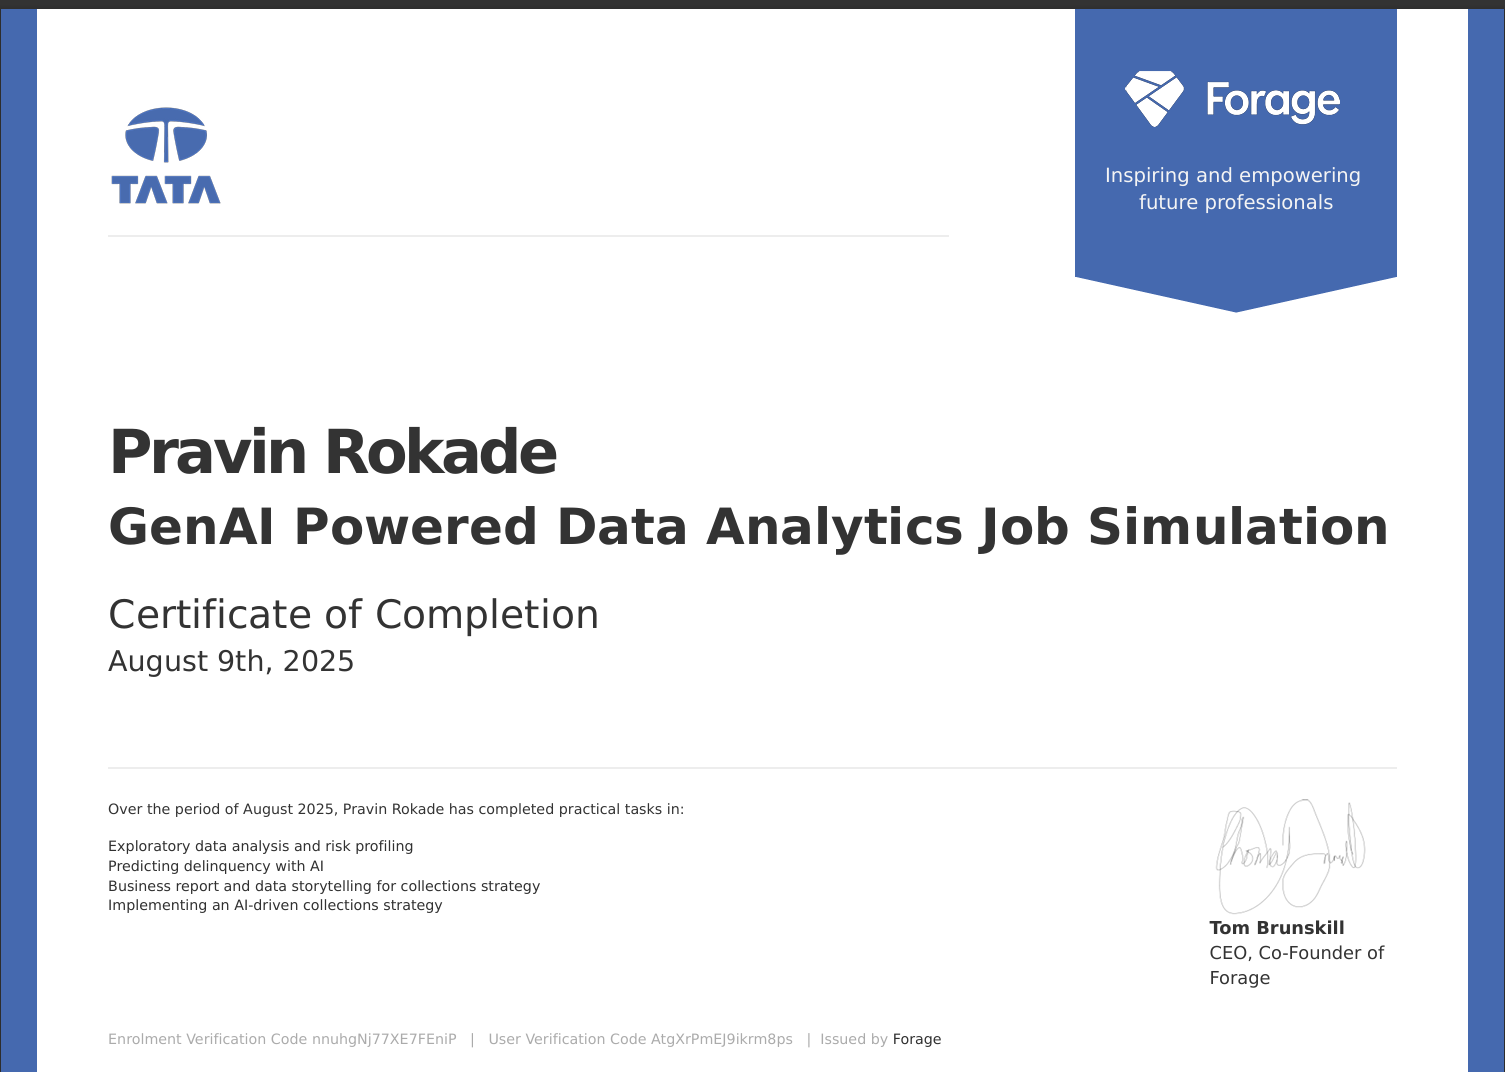 TATA
Forage
Inspiring and empowering
future professionals
Pravin Rokade
GenAI Powered Data Analytics Job Simulation
Certificate of Completion
August 9th, 2025
Over the period of August 2025, Pravin Rokade has completed practical tasks in:
Exploratory data analysis and risk profiling
Predicting delinquency with AI
Business report and data storytelling for collections strategy
Implementing an AI-driven collections strategy
Tom Brunskill
CEO, Co-Founder of
Forage
Enrolment Verification Code nnuhgNj77XE7FEniP | User Verification Code AtgXrPmEJ9ikrm8ps | Issued by Forage